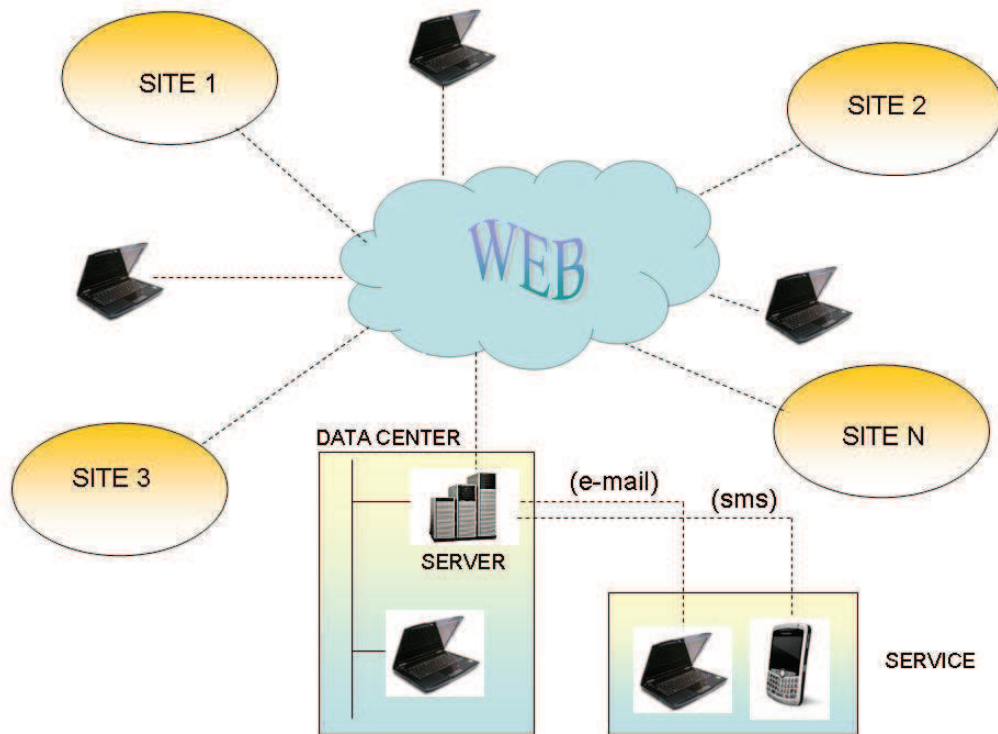 SITE 1
SITE 2
WEB
SITE 3
SITE N
DATA CENTER
(e-mail)
(sms)
SERVER
SERVICE